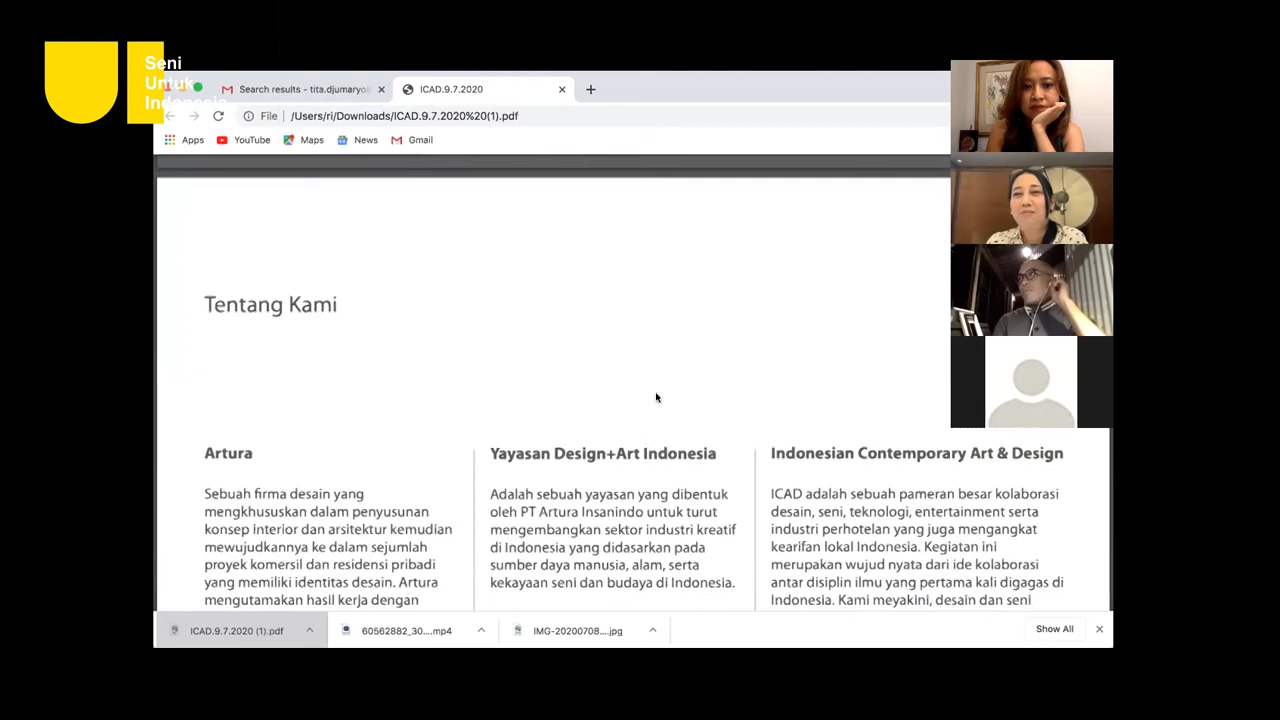 Seni
Untuk
Indonesia
Search results - tita.djumaryo
ICAD.9.7.2020
File
/Users/ri/Downloads/ICAD.9.7.2020%20(1).pdf
Apps
YouTube
Maps
News
Gmail
Tentang Kami
Artura
Sebuah firma desain yang
mengkhususkan dalam penyusunan
konsep interior dan arsitektur kemudian
mewujudkannya ke dalam sejumlah
proyek komersil dan residensi pribadi
yang memiliki identitas desain. Artura
mengutamakan hasil kerja dengan
Yayasan Design+Art Indonesia
Adalah sebuah yayasan yang dibentuk
oleh PT Artura Insanindo untuk turut
mengembangkan sektor industri kreatif
di Indonesia yang didasarkan pada
sumber daya manusia, alam, serta
kekayaan seni dan budaya di Indonesia.
Indonesian Contemporary Art & Design
ICAD adalah sebuah pameran besar kolaborasi
desain, seni, teknologi, entertainment serta
industri perhotelan yang juga mengangkat
kearifan lokal Indonesia. Kegiatan ini
merupakan wujud nyata dari ide kolaborasi
antar disiplin ilmu yang pertama kali digagas di
Indonesia. Kami meyakini, desain dan seni
ICAD.9.7.2020 (1).pdf
60562882_30....mp4
IMG-20200708....jpg
Show All